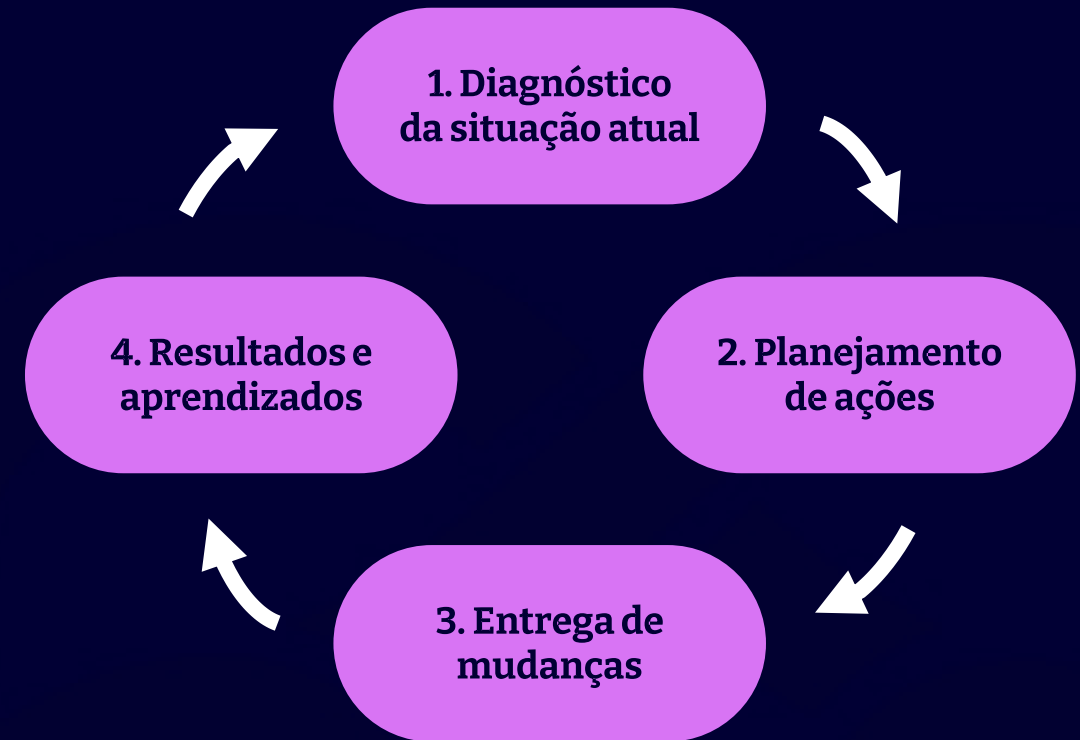 1. Diagnóstico
da situação atual
2. Planejamento
de ações
3. Entrega de
mudanças
4. Resultados e
aprendizados